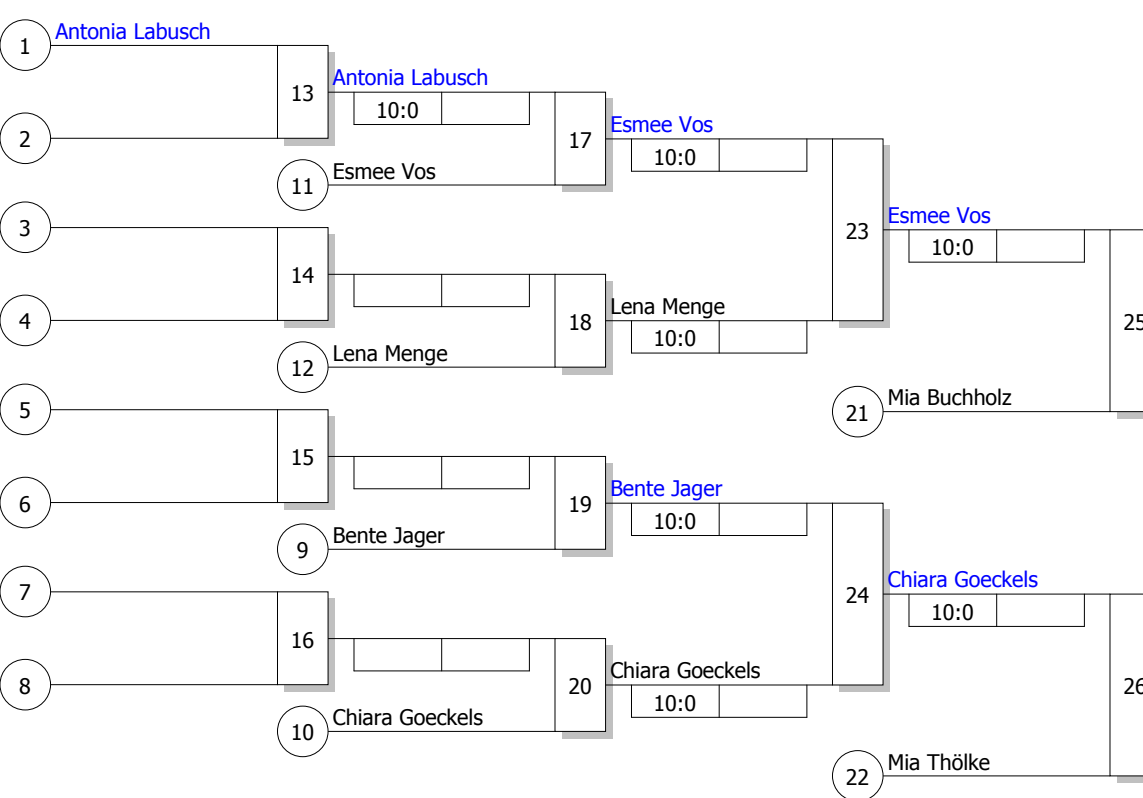 1 Antonia Labusch
13 Antonia Labusch
10:0
2
17 Esmee Vos
10:0
11 Esmee Vos
3
23 Esmee Vos
10:0
14
4
18 Lena Menge
10:0
25
12 Lena Menge
21 Mia Buchholz
5
15
6
19 Bente Jager
10:0
9 Bente Jager
7
24 Chiara Goeckels
10:0
16
8
20 Chiara Goeckels
10:0
26
10 Chiara Goeckels
22 Mia Thölke